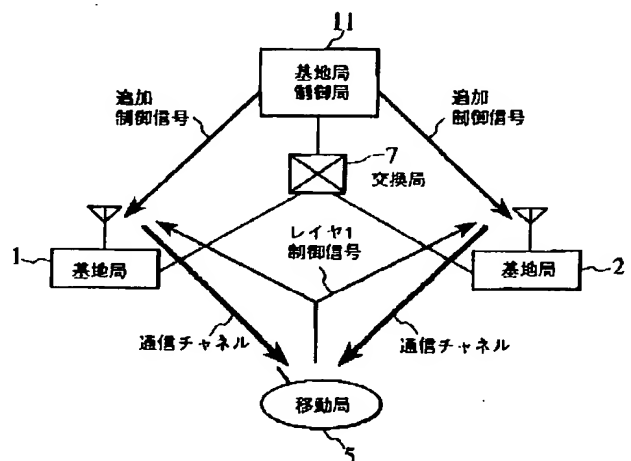 11
基地局
制御局
追加
制御信号
追加
制御信号
7
交換局
レイヤ1
制御信号
1
基地局
基地局
2
通信チャネル
通信チャネル
移動局
5